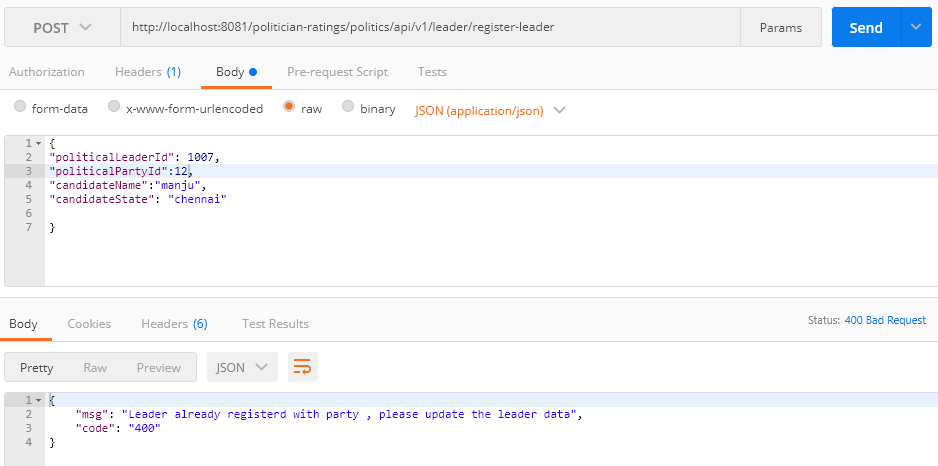 POST http://localhost:8081/politician-ratings/politics/api/v1/leader/register-leader Params Send
Authorization Headers (1) Body Pre-request Script Tests
form-data x-www-form-urlencoded raw binary JSON (application/json)
1 {
2 "politicalLeaderId": 1007,
3 "politicalPartyId":12,
4 "candidateName":"manju",
5 "candidateState": "chennai"
6
7 }
Body Cookies Headers (6) Test Results Status: 400 Bad Request
Pretty Raw Preview JSON
1 {
2 "msg": "Leader already registerd with party , please update the leader data",
3 "code": "400"
4 }